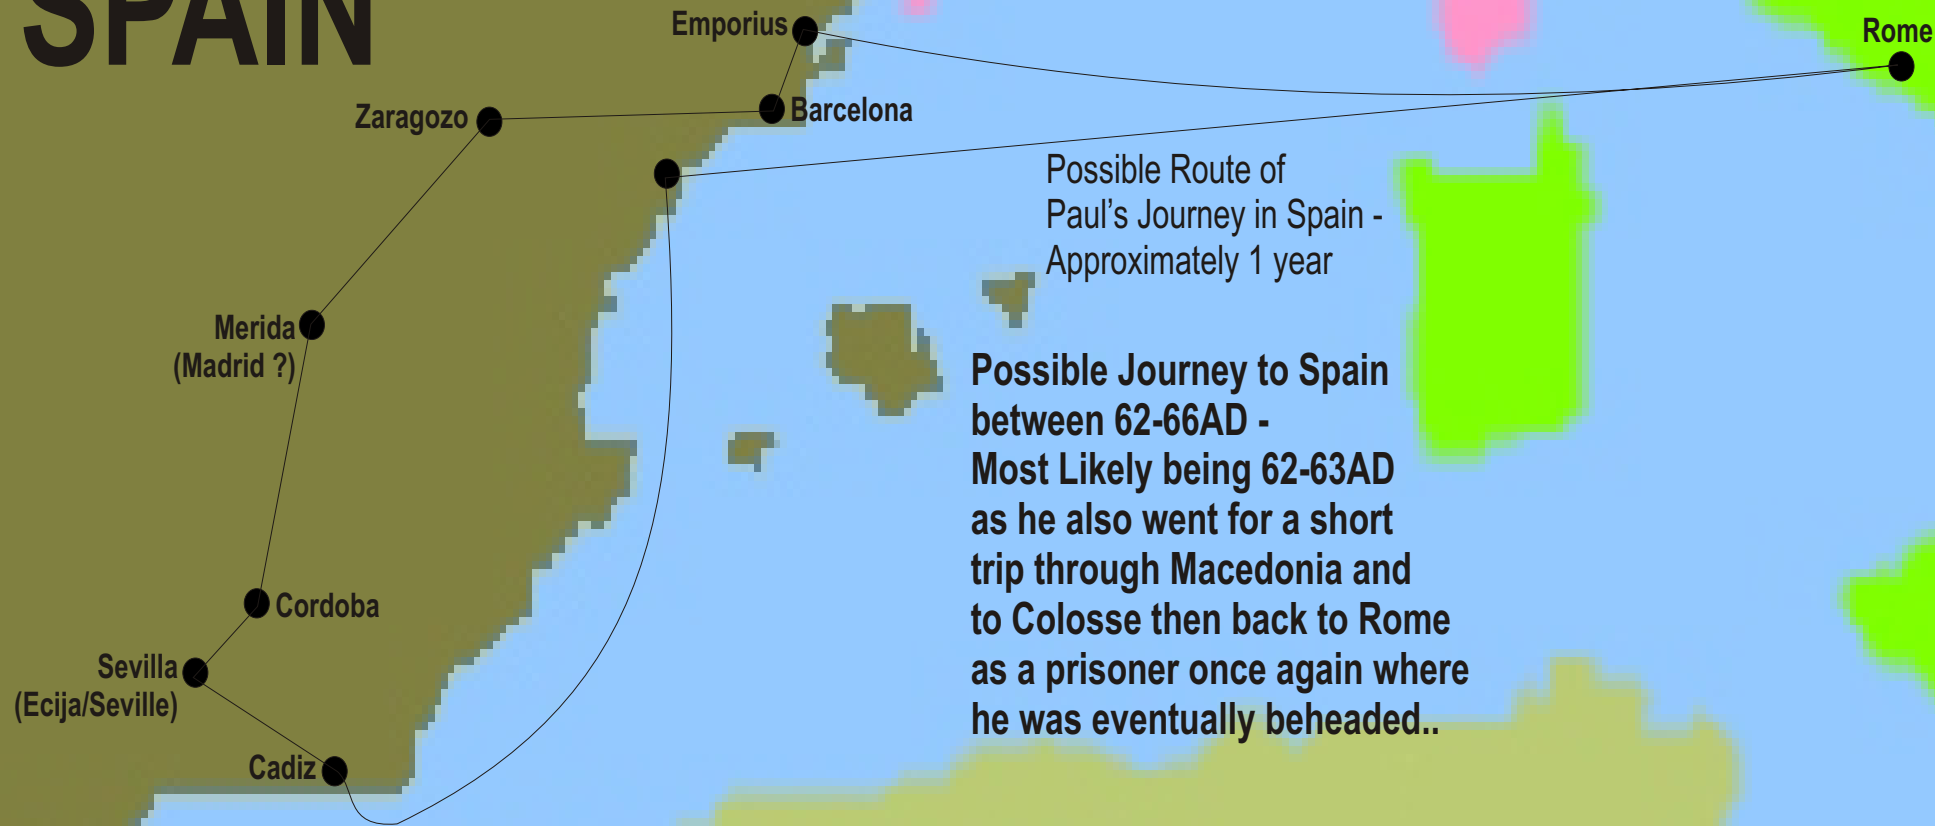 SPAIN
Emporius
Rome
Zaragozo
Barcelona
Possible Route of
Paul's Journey in Spain -
Approximately 1 year
Merida
(Madrid ?)
Possible Journey to Spain
between 62-66AD -
Most Likely being 62-63AD
as he also went for a short
trip through Macedonia and
to Colosse then back to Rome
as a prisoner once again where
he was eventually beheaded..
Cordoba
Sevilla
(Ecija/Seville)
Cadiz